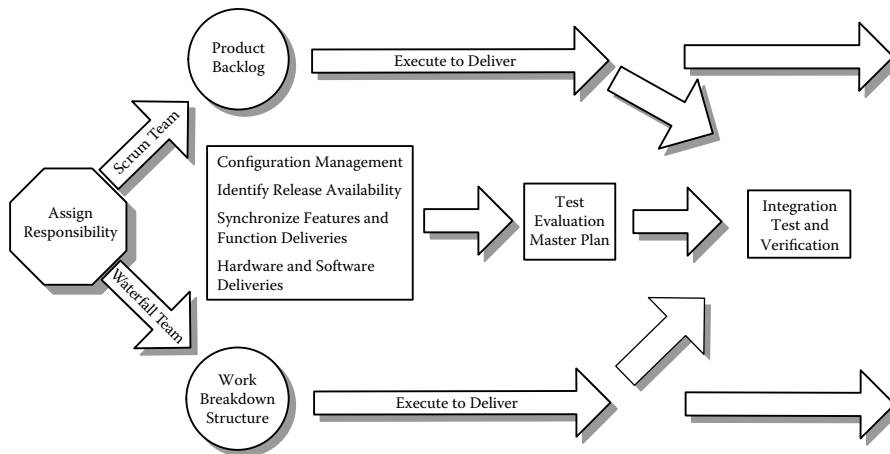 Product
Backlog
Execute to Deliver
Scrum Team
Assign
Responsibility
Configuration Management
Identify Release Availability
Synchronize Features and
Function Deliveries
Hardware and Software
Deliveries
Test
Evaluation
Master Plan
Integration
Test and
Verification
Waterfall Team
Work
Breakdown
Structure
Execute to Deliver